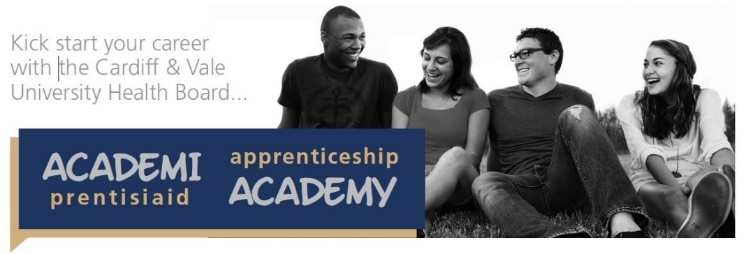 Kick start your career
with the Cardiff & Vale
University Health Board...
ACADEMI
prentisiaid
apprenticeship
ACADEMY